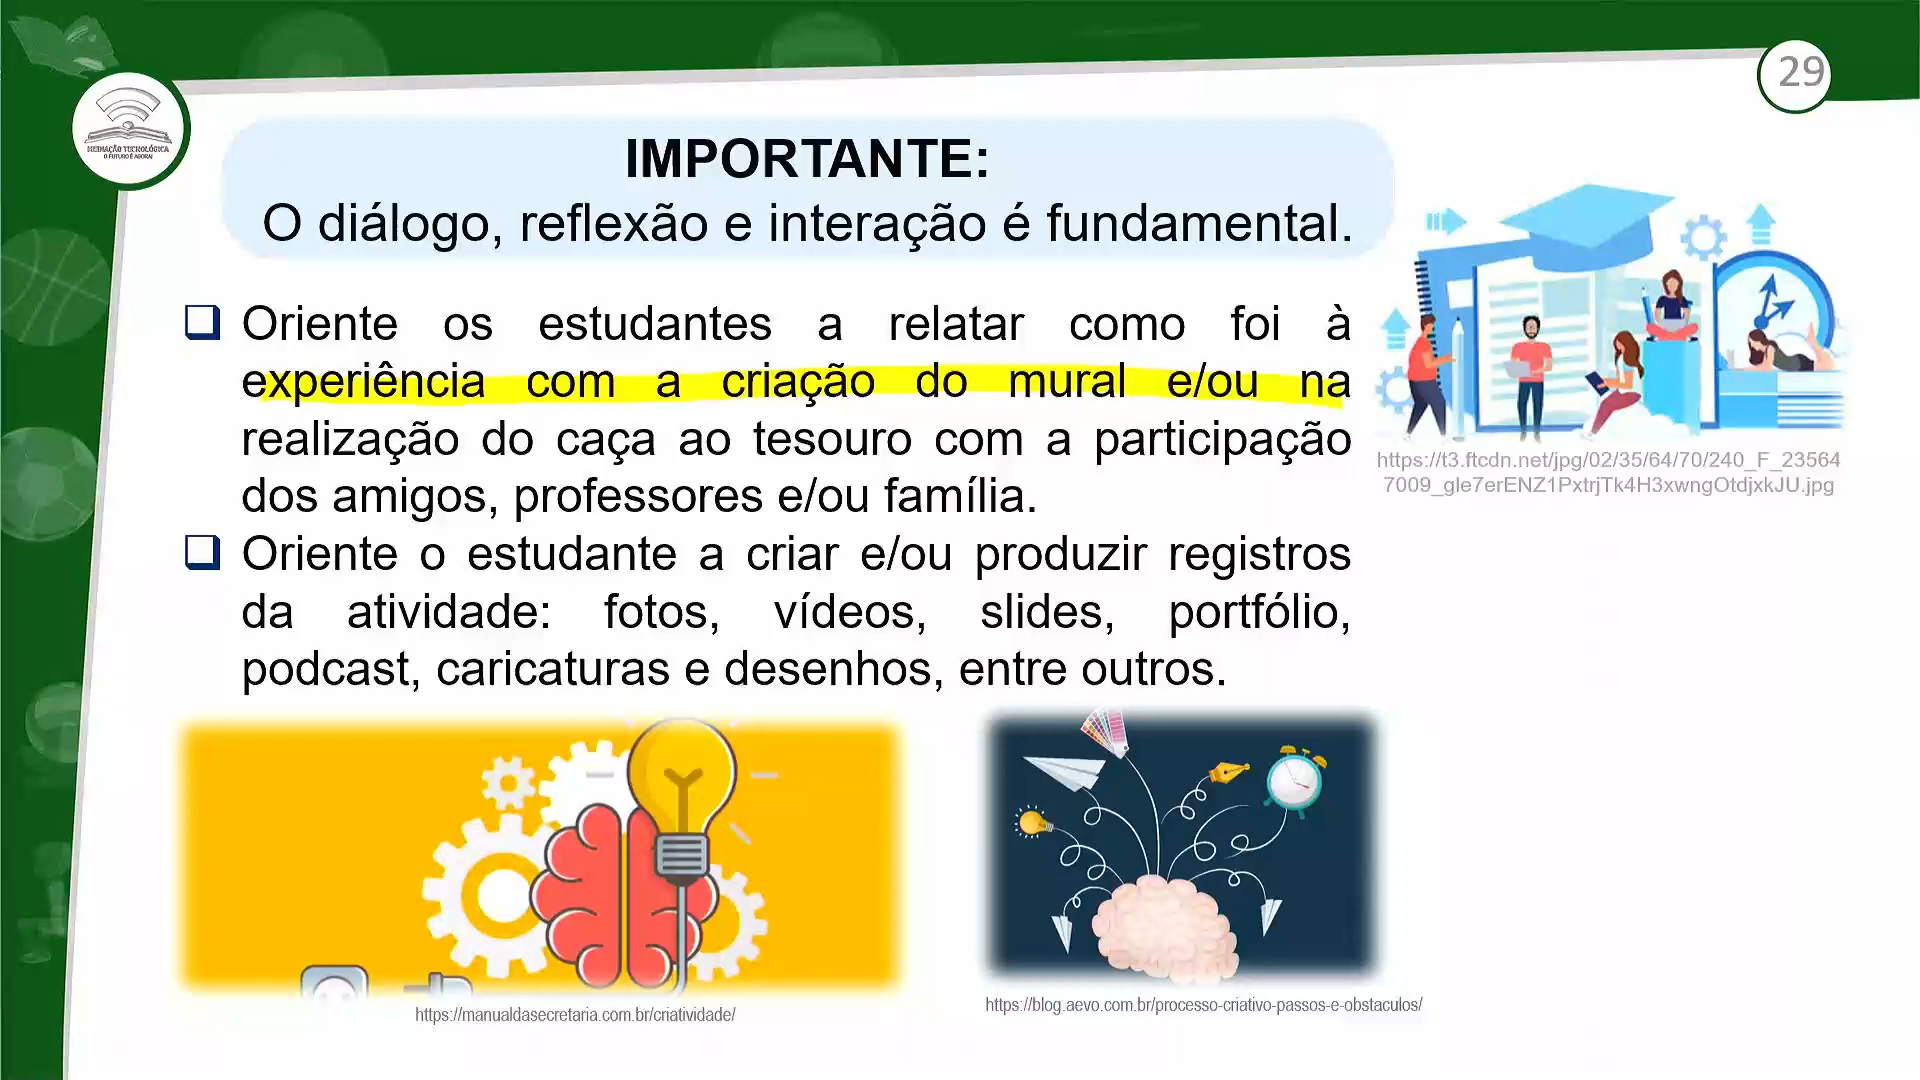 29
MEDIAÇÃO TECNOLÓGICA
O FUTURO É AGORA!
IMPORTANTE:
O diálogo, reflexão e interação é fundamental.
❑ Oriente os estudantes a relatar como foi à
experiência com a criação do mural e/ou na
realização do caça ao tesouro com a participação
dos amigos, professores e/ou família.
❑ Oriente o estudante a criar e/ou produzir registros
da atividade: fotos, vídeos, slides, portfólio,
podcast, caricaturas e desenhos, entre outros.
https://t3.ftcdn.net/jpg/02/35/64/70/240_F_23564
7009_gle7erENZ1PxtrjTk4H3xwngOtdjxkJU.jpg
https://manualdasecretaria.com.br/criatividade/
https://blog.aevo.com.br/processo-criativo-passos-e-obstaculos/